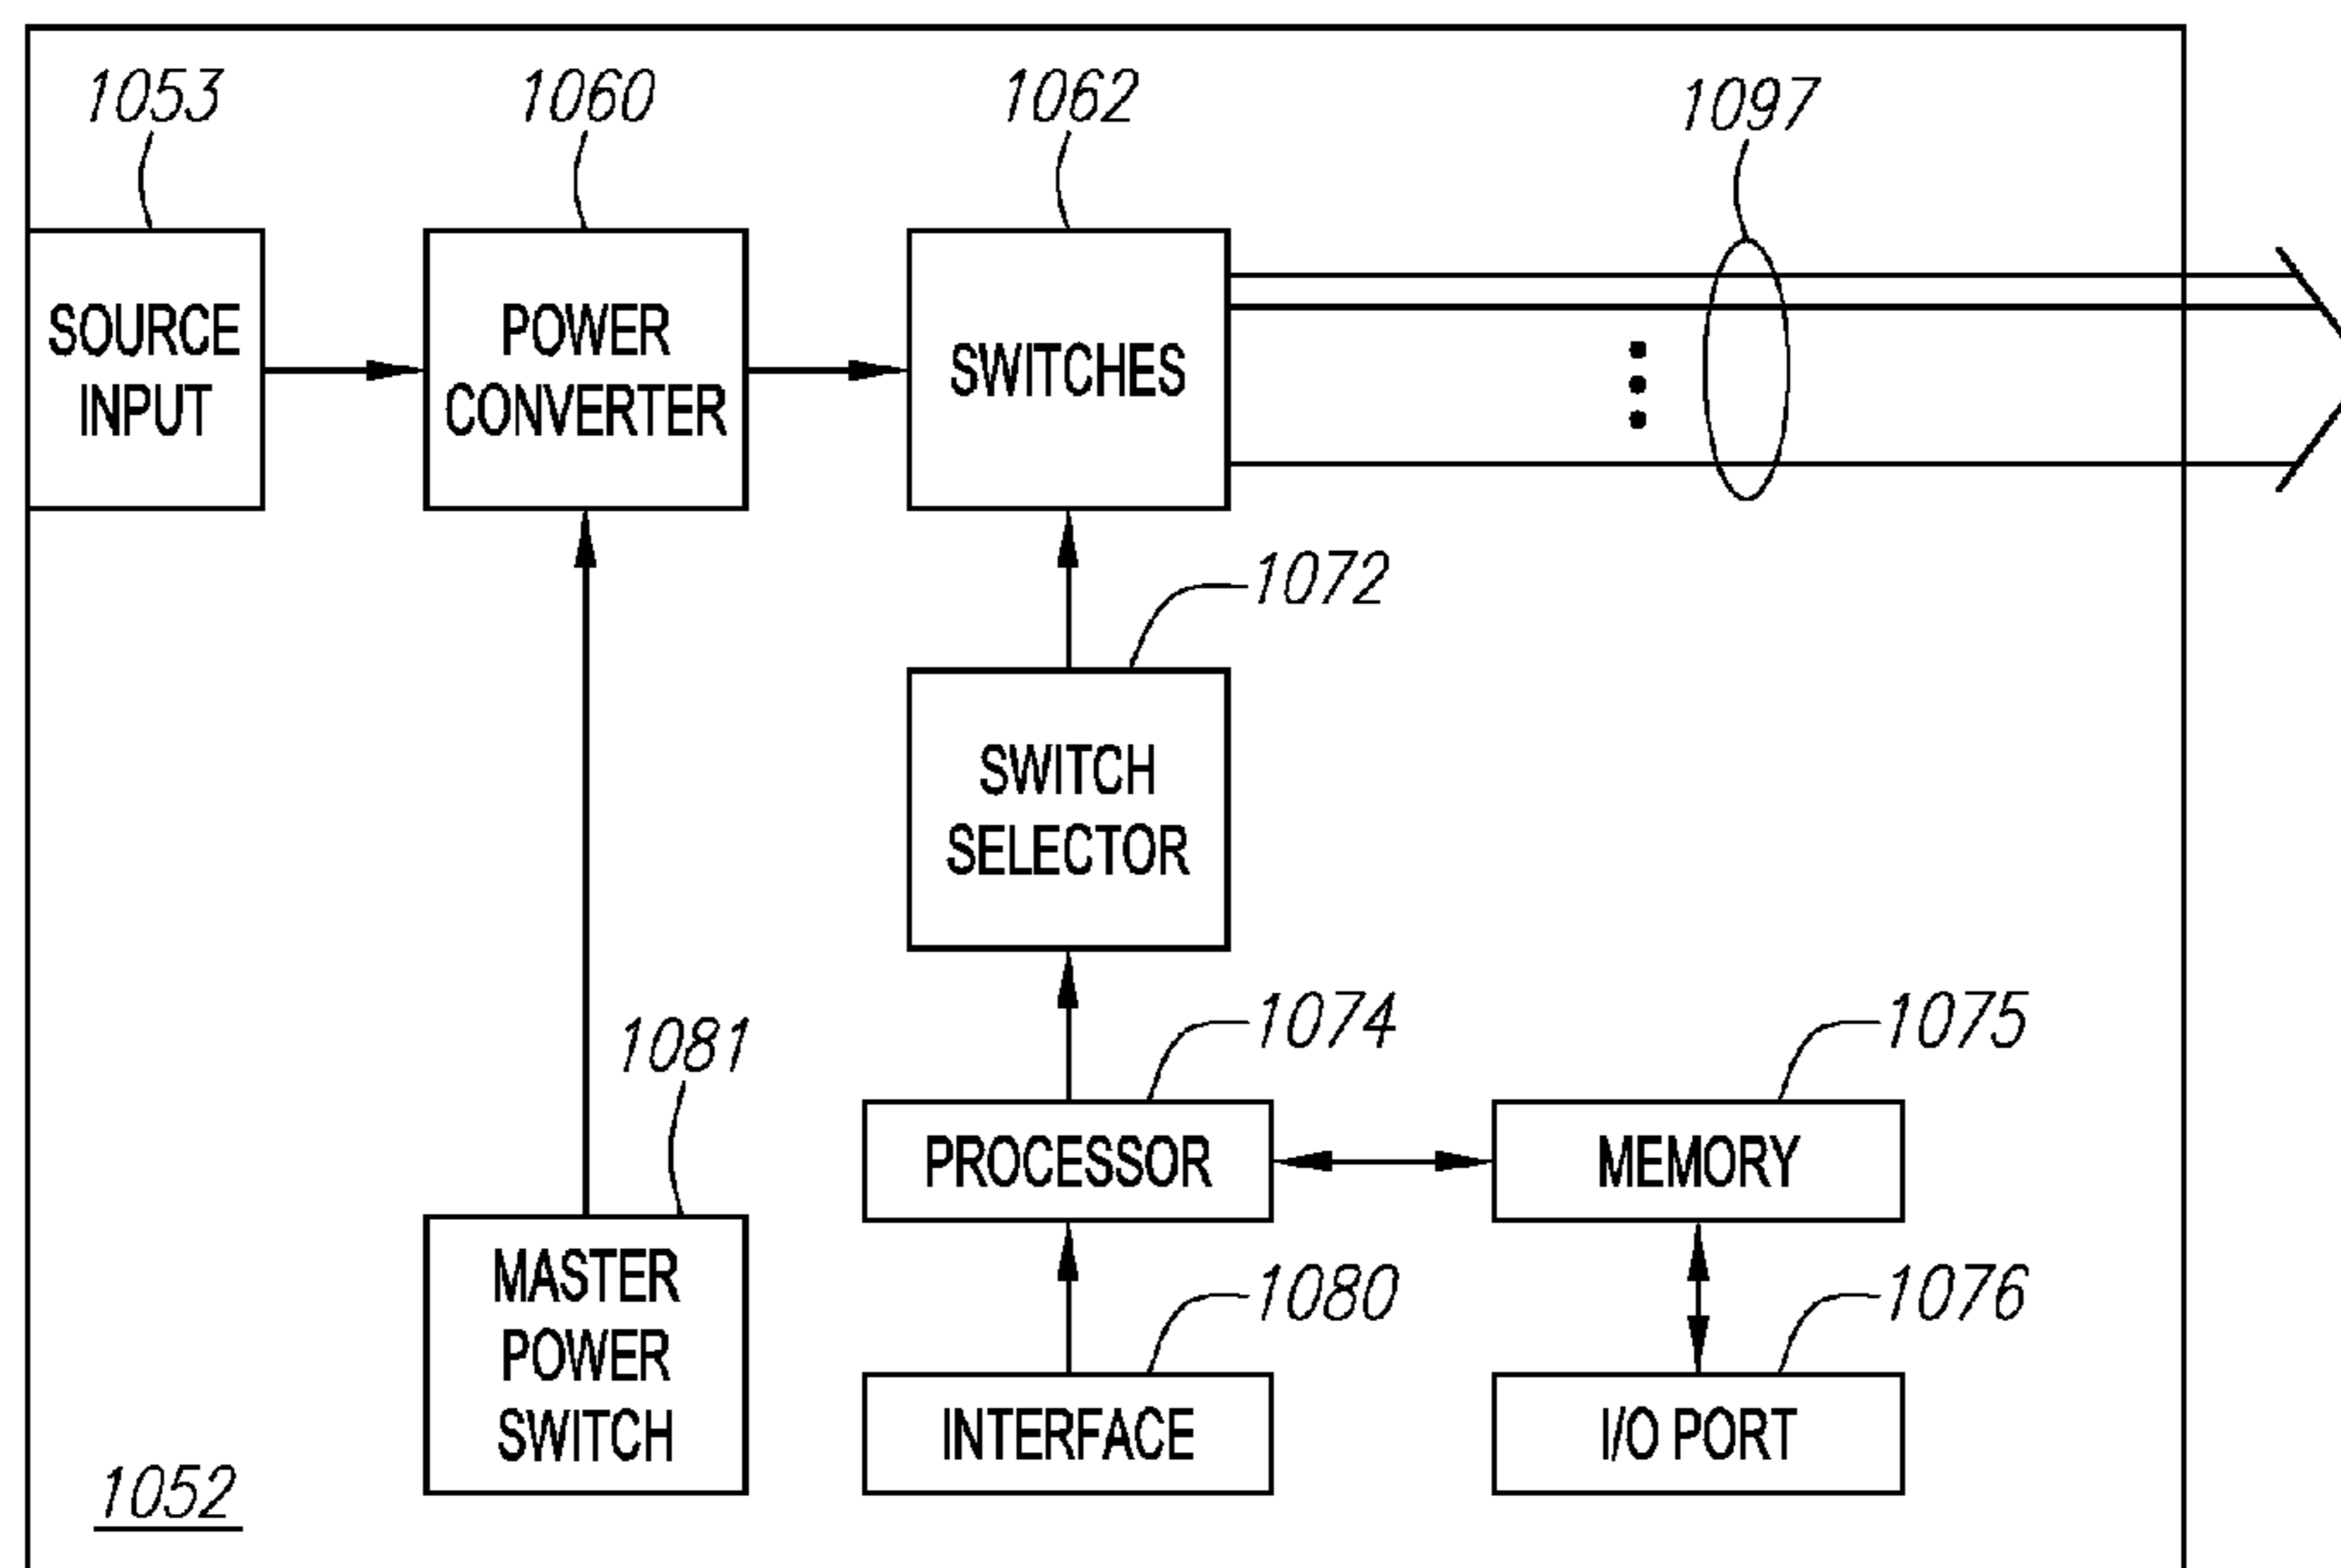 1053
1060
1062
1097
SOURCE
INPUT
POWER
CONVERTER
SWITCHES
1072
SWITCH
SELECTOR
1081
1074
1075
PROCESSOR
MEMORY
MASTER
POWER
SWITCH
1080
1076
INTERFACE
I/O PORT
1052